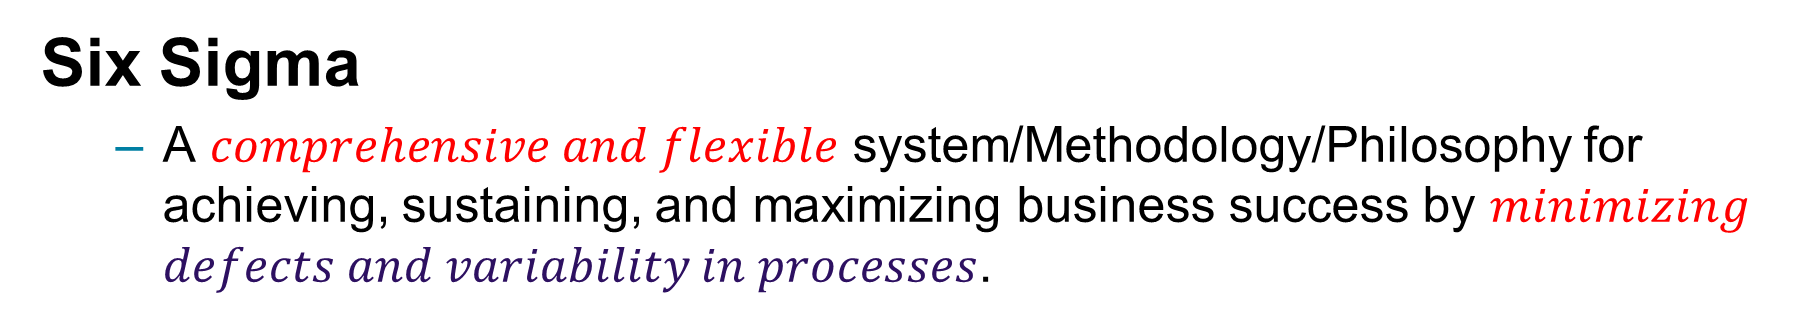 Six Sigma
– A comprehensive and flexible system/Methodology/Philosophy for
achieving, sustaining, and maximizing business success by minimizing
defects and variability in processes.